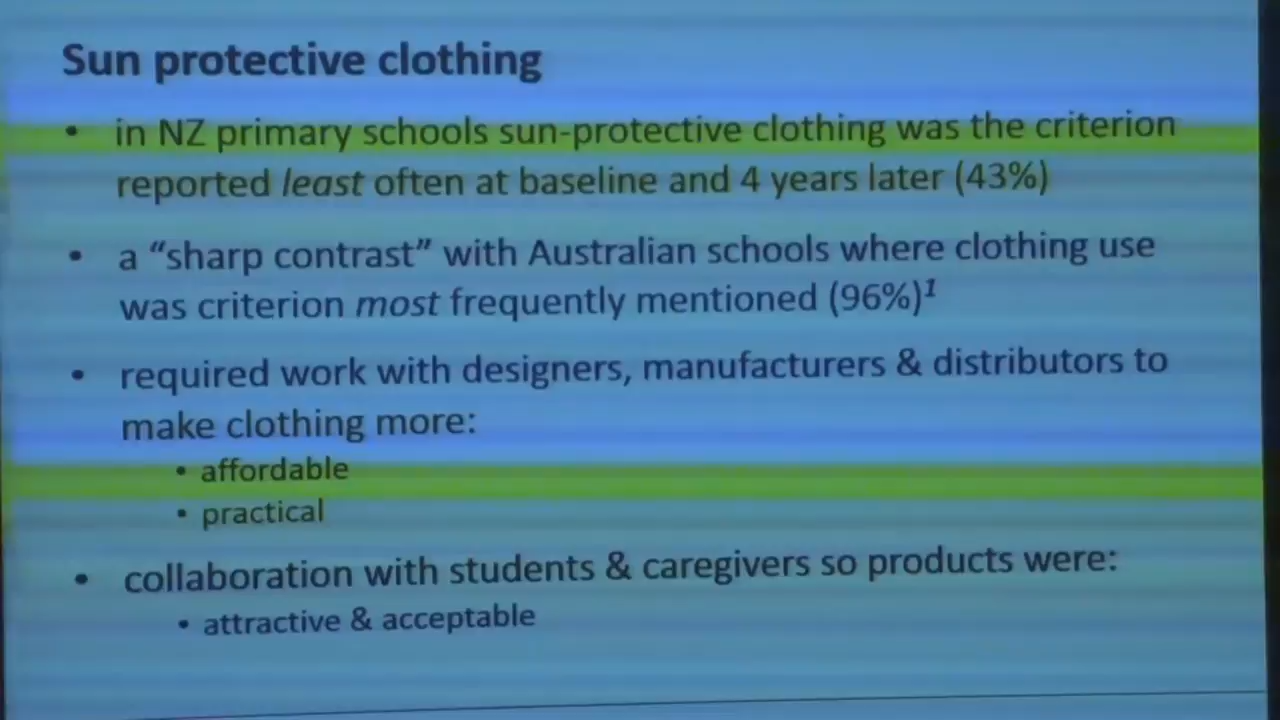 Sun protective clothing
• in NZ primary schools sun-protective clothing was the criterion
reported least often at baseline and 4 years later (43%)
• a “sharp contrast” with Australian schools where clothing use
was criterion most frequently mentioned (96%)¹
• required work with designers, manufacturers & distributors to
make clothing more:
• affordable
• practical
• collaboration with students & caregivers so products were:
• attractive & acceptable